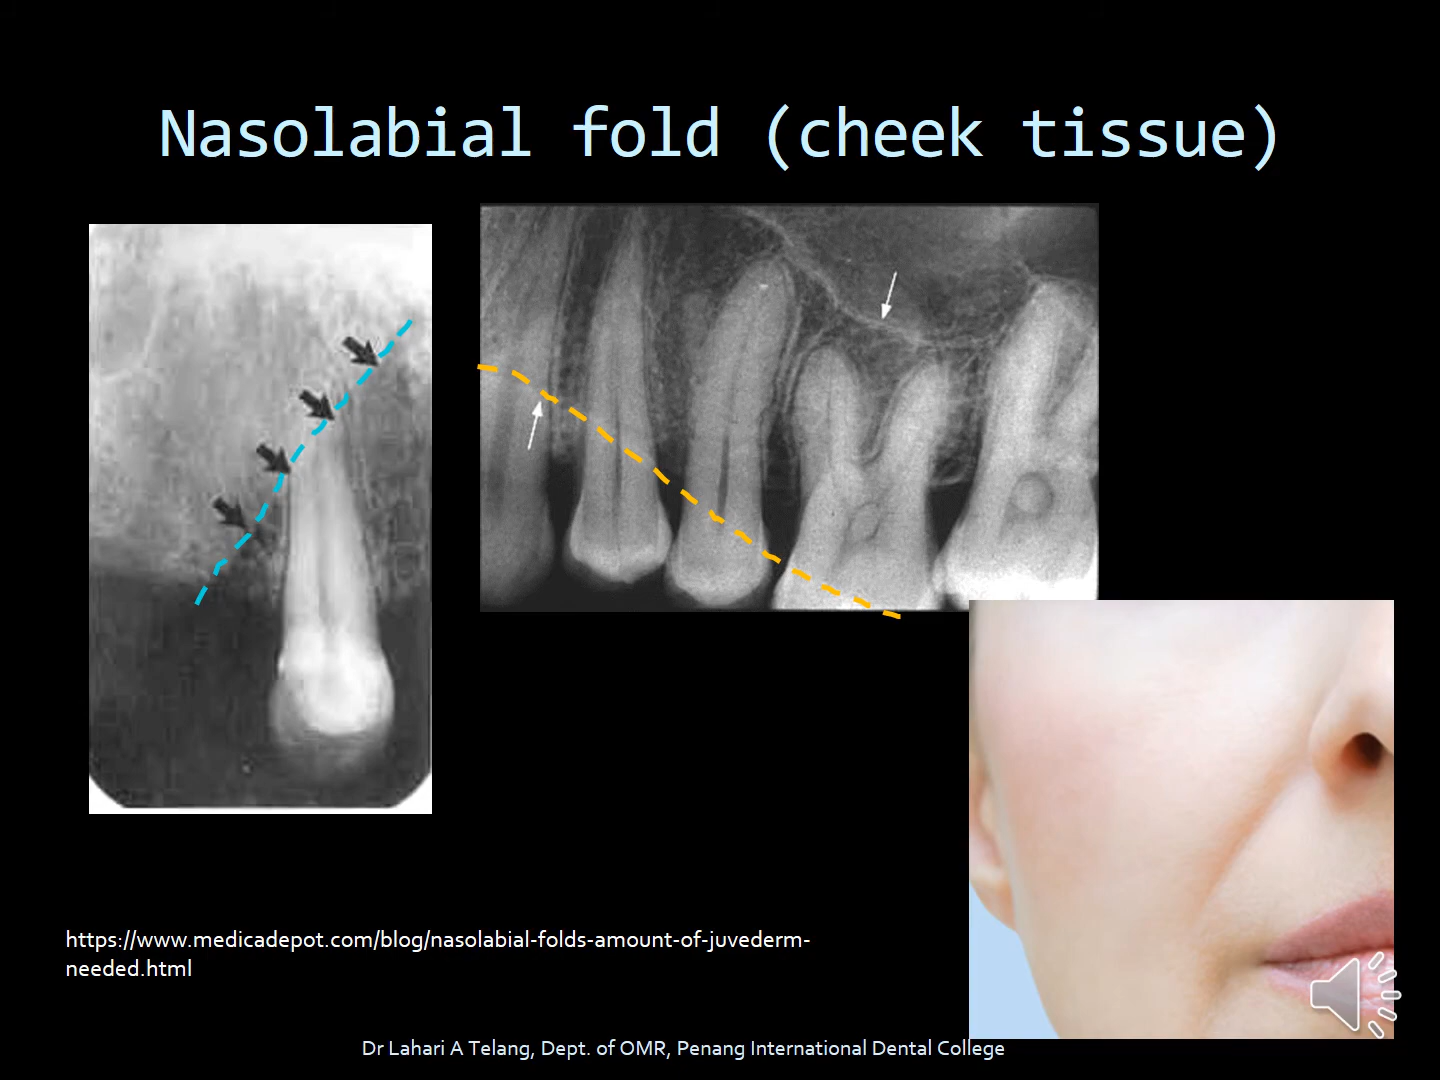 Nasolabial fold (cheek tissue)
https://www.medicadepot.com/blog/nasolabial-folds-amount-of-juvederm-
needed.html
Dr Lahari A Telang, Dept. of OMR, Penang International Dental College